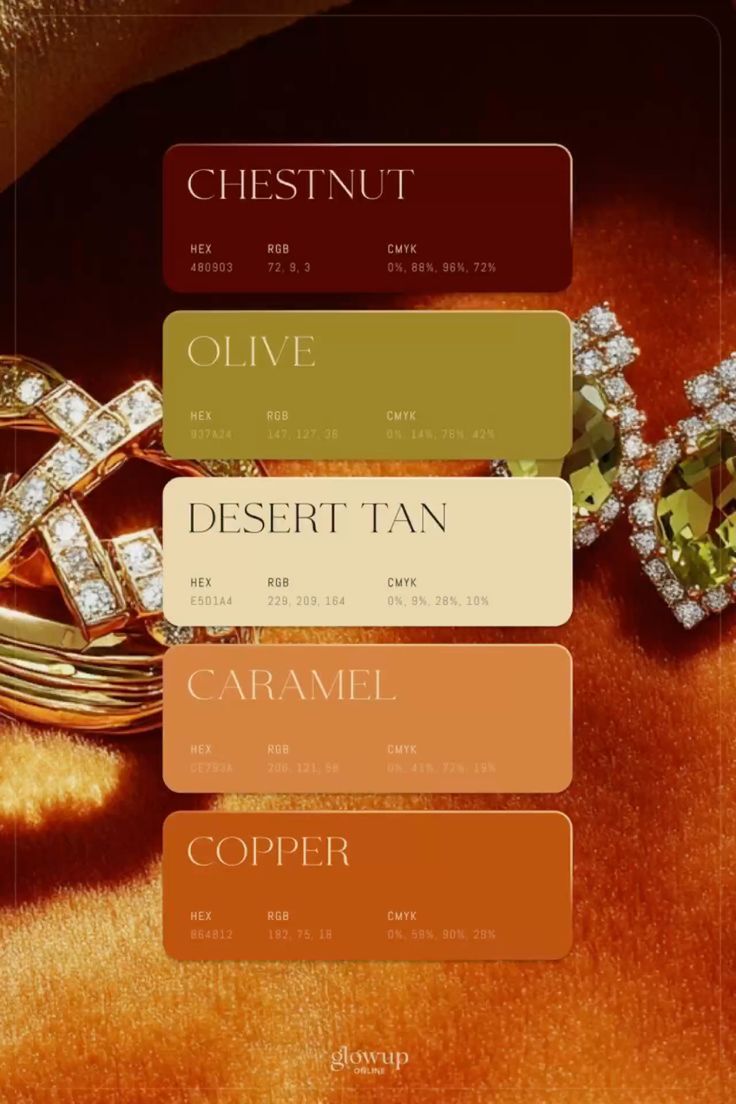 CHESTNUT
HEX RGB CMYK
480903 72, 9, 3 0%, 88%, 96%, 72%
OLIVE
HEX RGB CMYK
937A24 147, 127, 36 0%, 14%, 76%, 42%
DESERT TAN
HEX RGB CMYK
E5D1A4 229, 209, 164 0%, 9%, 28%, 10%
CARAMEL
HEX RGB CMYK
CE793A 206, 121, 58 0%, 41%, 72%, 19%
COPPER
HEX RGB CMYK
B64B12 182, 75, 18 0%, 59%, 90%, 29%
glowup
ONLINE